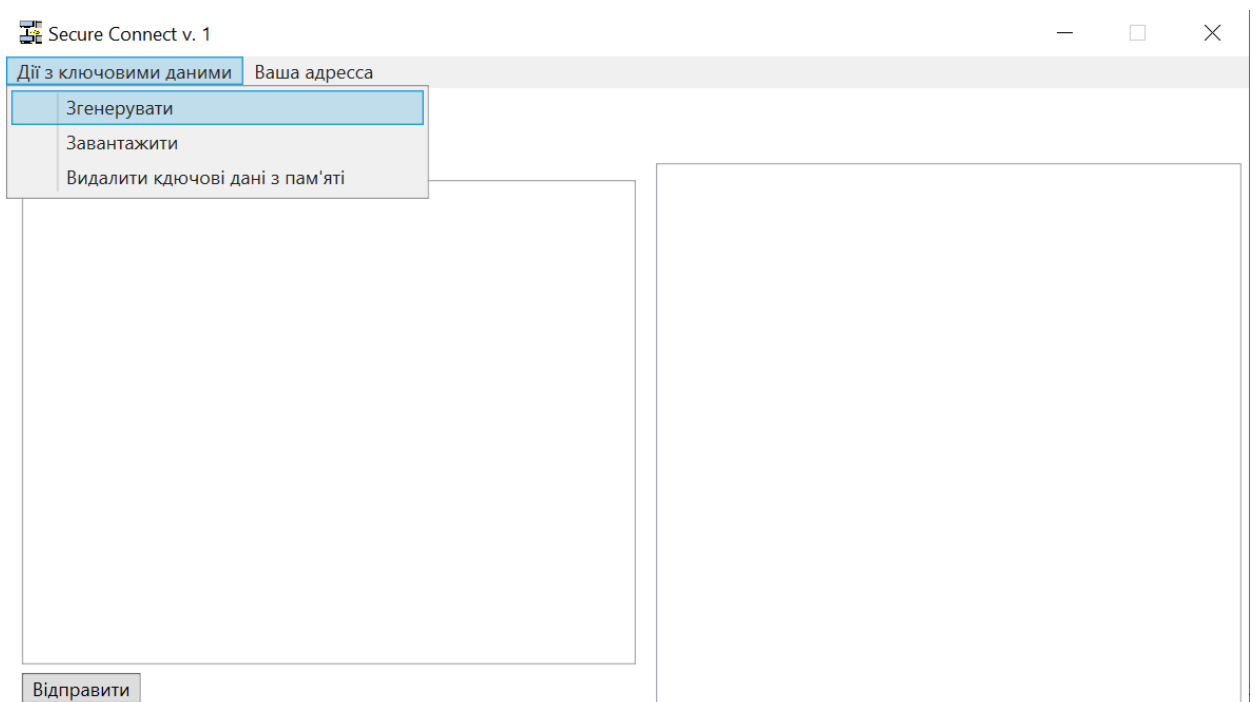 Secure Connect v. 1
Дії з ключовими даними Ваша адресса
Згенерувати
Завантажити
Видалити кдючові дані з пам'яті
Відправити